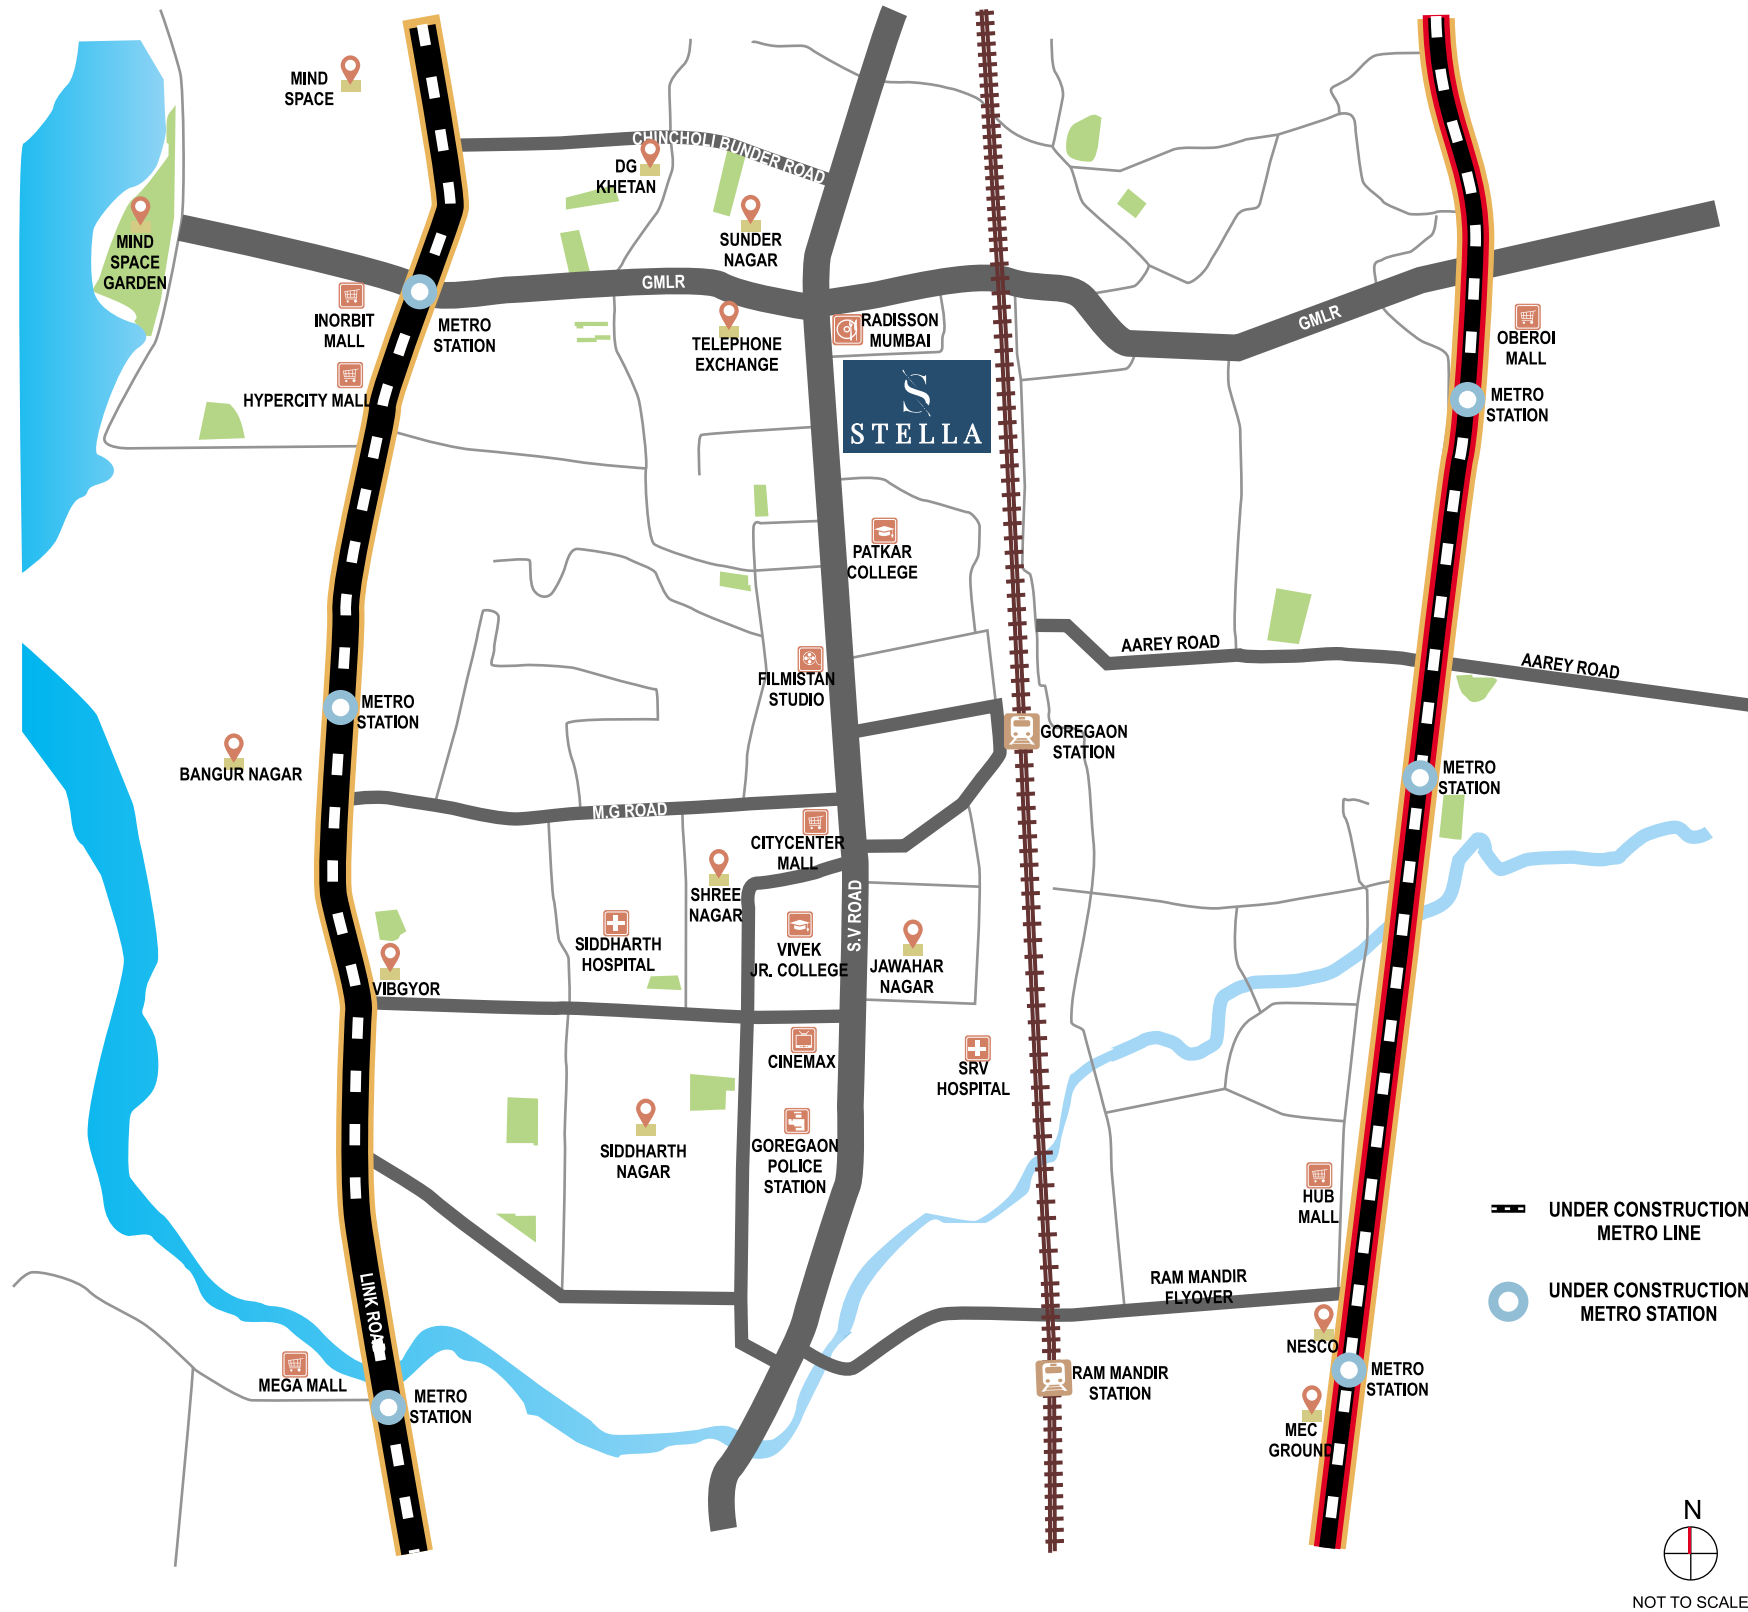 MIND
SPACE
CHINCHOLI BUNDER ROAD
DG
KHETAN
MIND
SPACE
GARDEN
SUNDER
NAGAR
GMLR
INORBIT
MALL
METRO
STATION
TELEPHONE
EXCHANGE
RADISSON
MUMBAI
GMLR
OBEROI
MALL
HYPERCITY MALL
S
STELLA
METRO
STATION
PATKAR
COLLEGE
AAREY ROAD
AAREY ROAD
FILMISTAN
STUDIO
METRO
STATION
GOREGAON
STATION
BANGUR NAGAR
METRO
STATION
M.G ROAD
CITYCENTER
MALL
SHREE
NAGAR
S.V ROAD
SIDDHARTH
HOSPITAL
VIVEK
JR. COLLEGE
JAWAHAR
NAGAR
VIBGYOR
CINEMAX
SRV
HOSPITAL
SIDDHARTH
NAGAR
GOREGAON
POLICE
STATION
HUB
MALL
UNDER CONSTRUCTION
METRO LINE
RAM MANDIR
FLYOVER
UNDER CONSTRUCTION
METRO STATION
LINK ROAD
NESCO
MEGA MALL
METRO
STATION
RAM MANDIR
STATION
METRO
STATION
MEC
GROUND
N
NOT TO SCALE